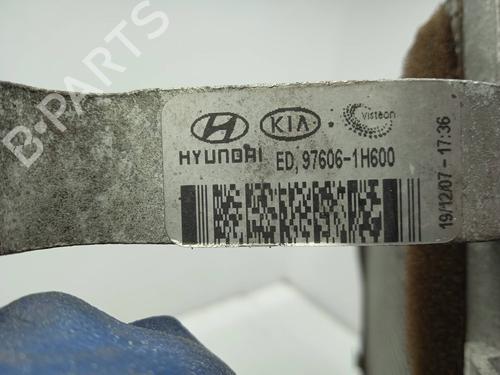 B-PARTS
HYUNDAI
KIA
Visteon
ED, 97606-1H600
19/12/07 - 17:36